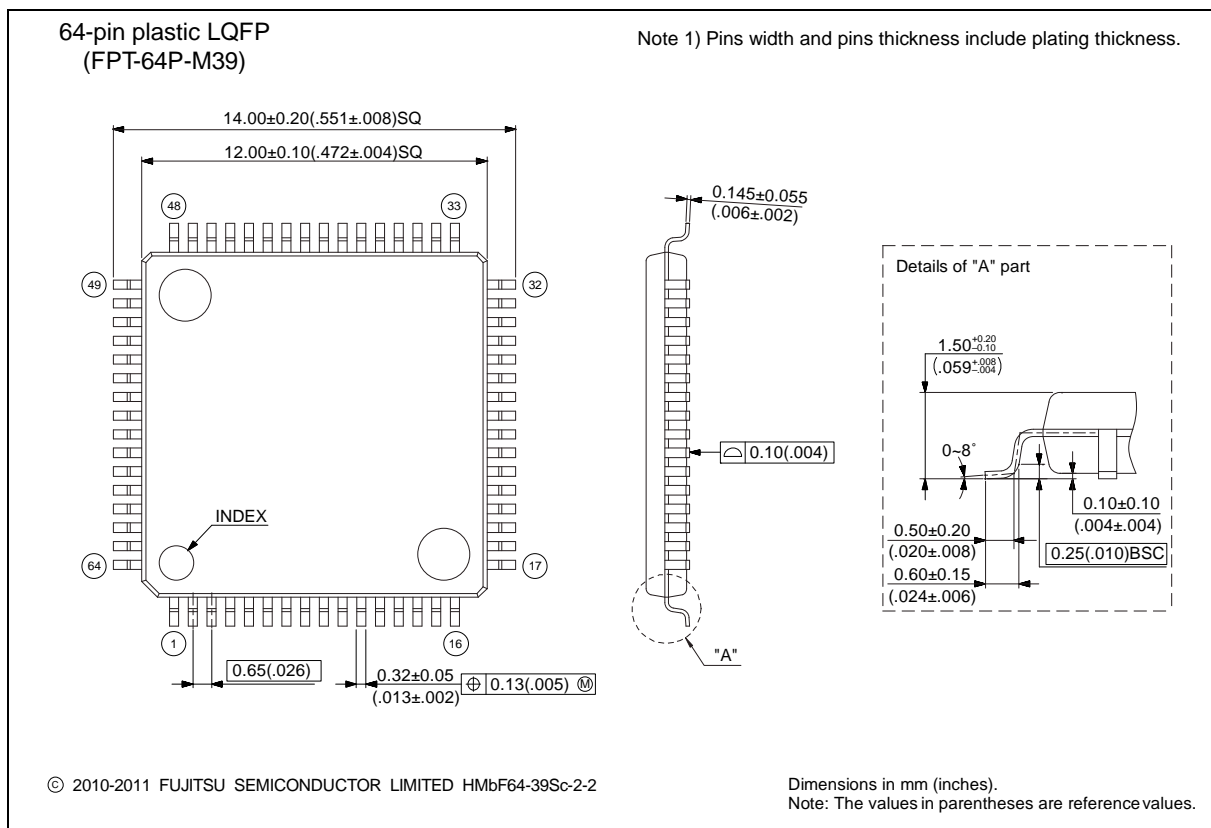 64-pin plastic LQFP
(FPT-64P-M39)
Note 1) Pins width and pins thickness include plating thickness.
14.00±0.20(.551±.008)SQ
12.00±0.10(.472±.004)SQ
48
33
49
32
INDEX
64
17
1
16
0.65(.026)
0.32±0.05
(.013±.002)
⌖ 0.13(.005) Ⓜ
0.145±0.055
(.006±.002)
⌓ 0.10(.004)
"A"
Details of "A" part
1.50+0.20−0.10
(.059+.008−.004)
0~8°
0.50±0.20
(.020±.008)
0.60±0.15
(.024±.006)
0.10±0.10
(.004±.004)
0.25(.010)BSC
© 2010-2011 FUJITSU SEMICONDUCTOR LIMITED HMbF64-39Sc-2-2
Dimensions in mm (inches).
Note: The values in parentheses are reference values.